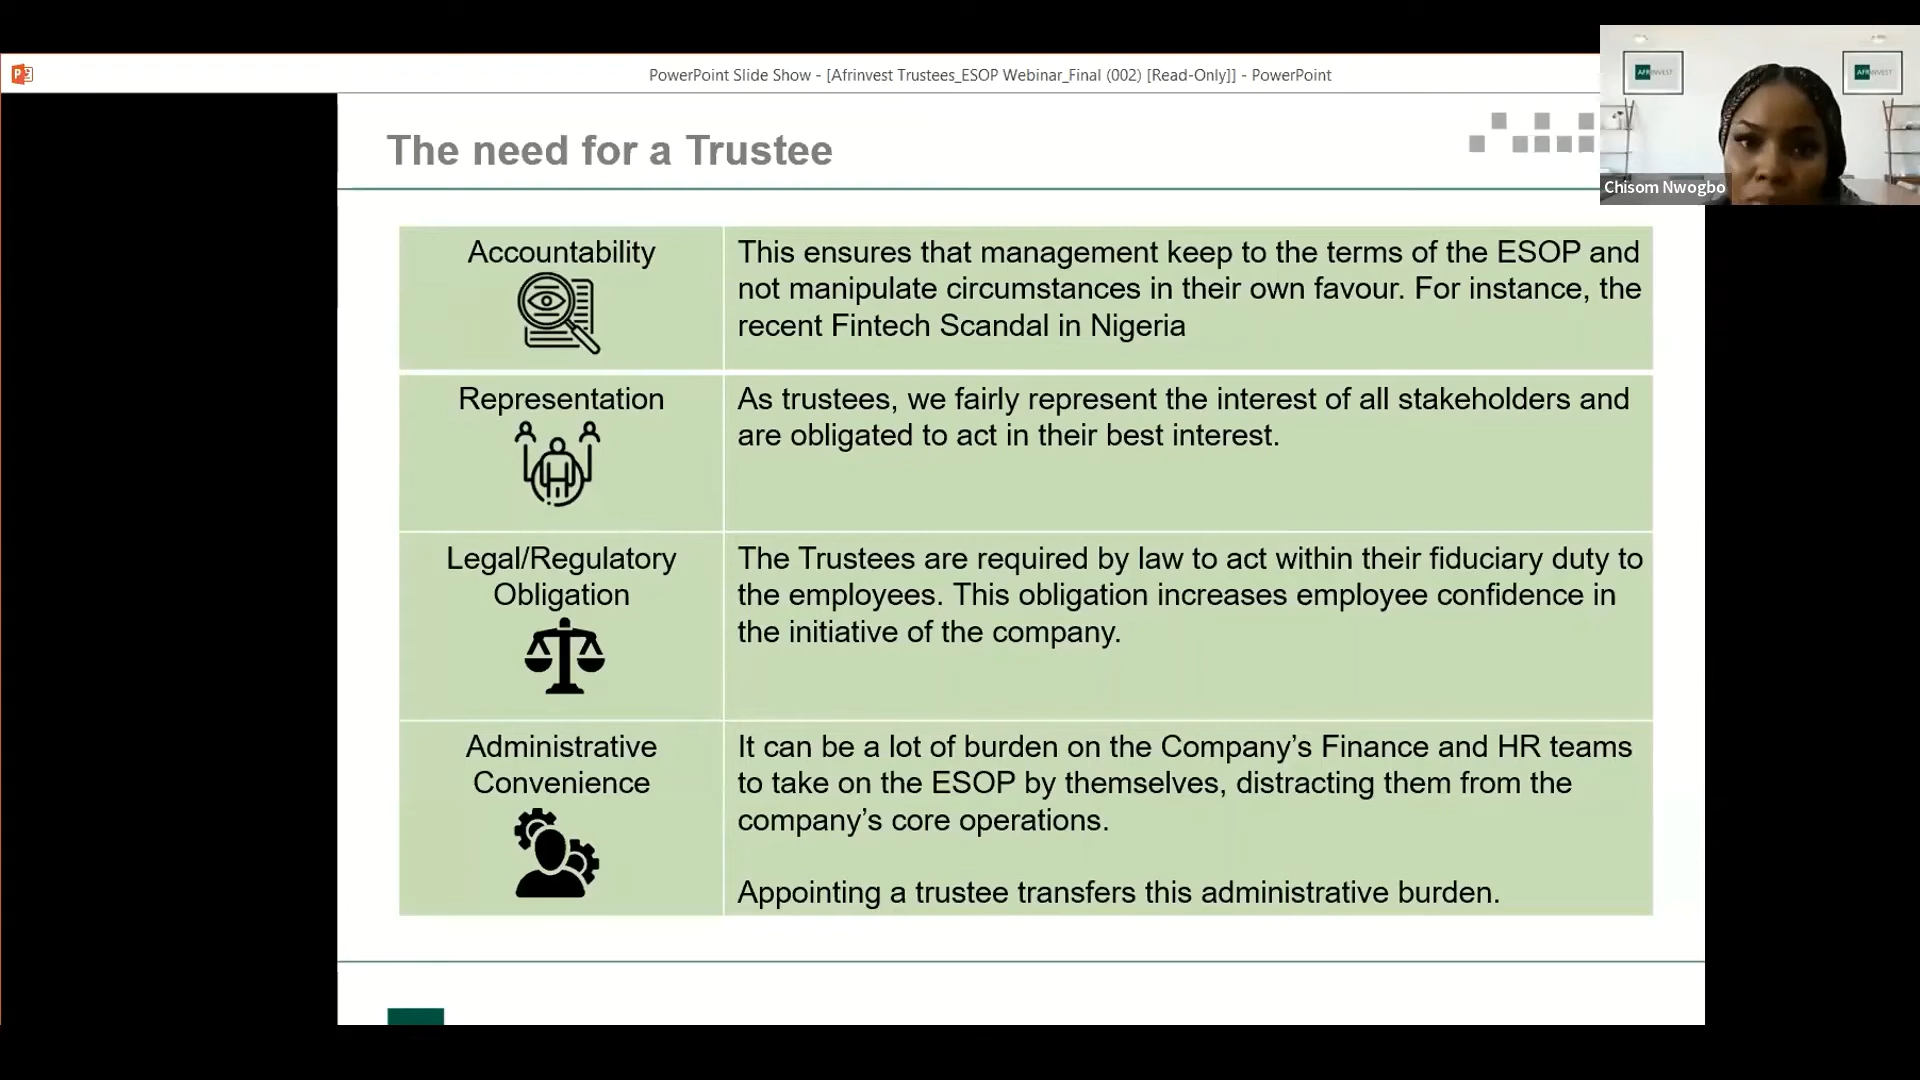 PowerPoint Slide Show - [Afrinvest Trustees_ESOP Webinar_Final (002) [Read-Only]] - PowerPoint
AFRINVEST
AFRINVEST
Chisom Nwogbo
The need for a Trustee
Accountability
This ensures that management keep to the terms of the ESOP and
not manipulate circumstances in their own favour. For instance, the
recent Fintech Scandal in Nigeria
Representation
As trustees, we fairly represent the interest of all stakeholders and
are obligated to act in their best interest.
Legal/Regulatory
Obligation
The Trustees are required by law to act within their fiduciary duty to
the employees. This obligation increases employee confidence in
the initiative of the company.
Administrative
Convenience
It can be a lot of burden on the Company’s Finance and HR teams
to take on the ESOP by themselves, distracting them from the
company’s core operations.
Appointing a trustee transfers this administrative burden.